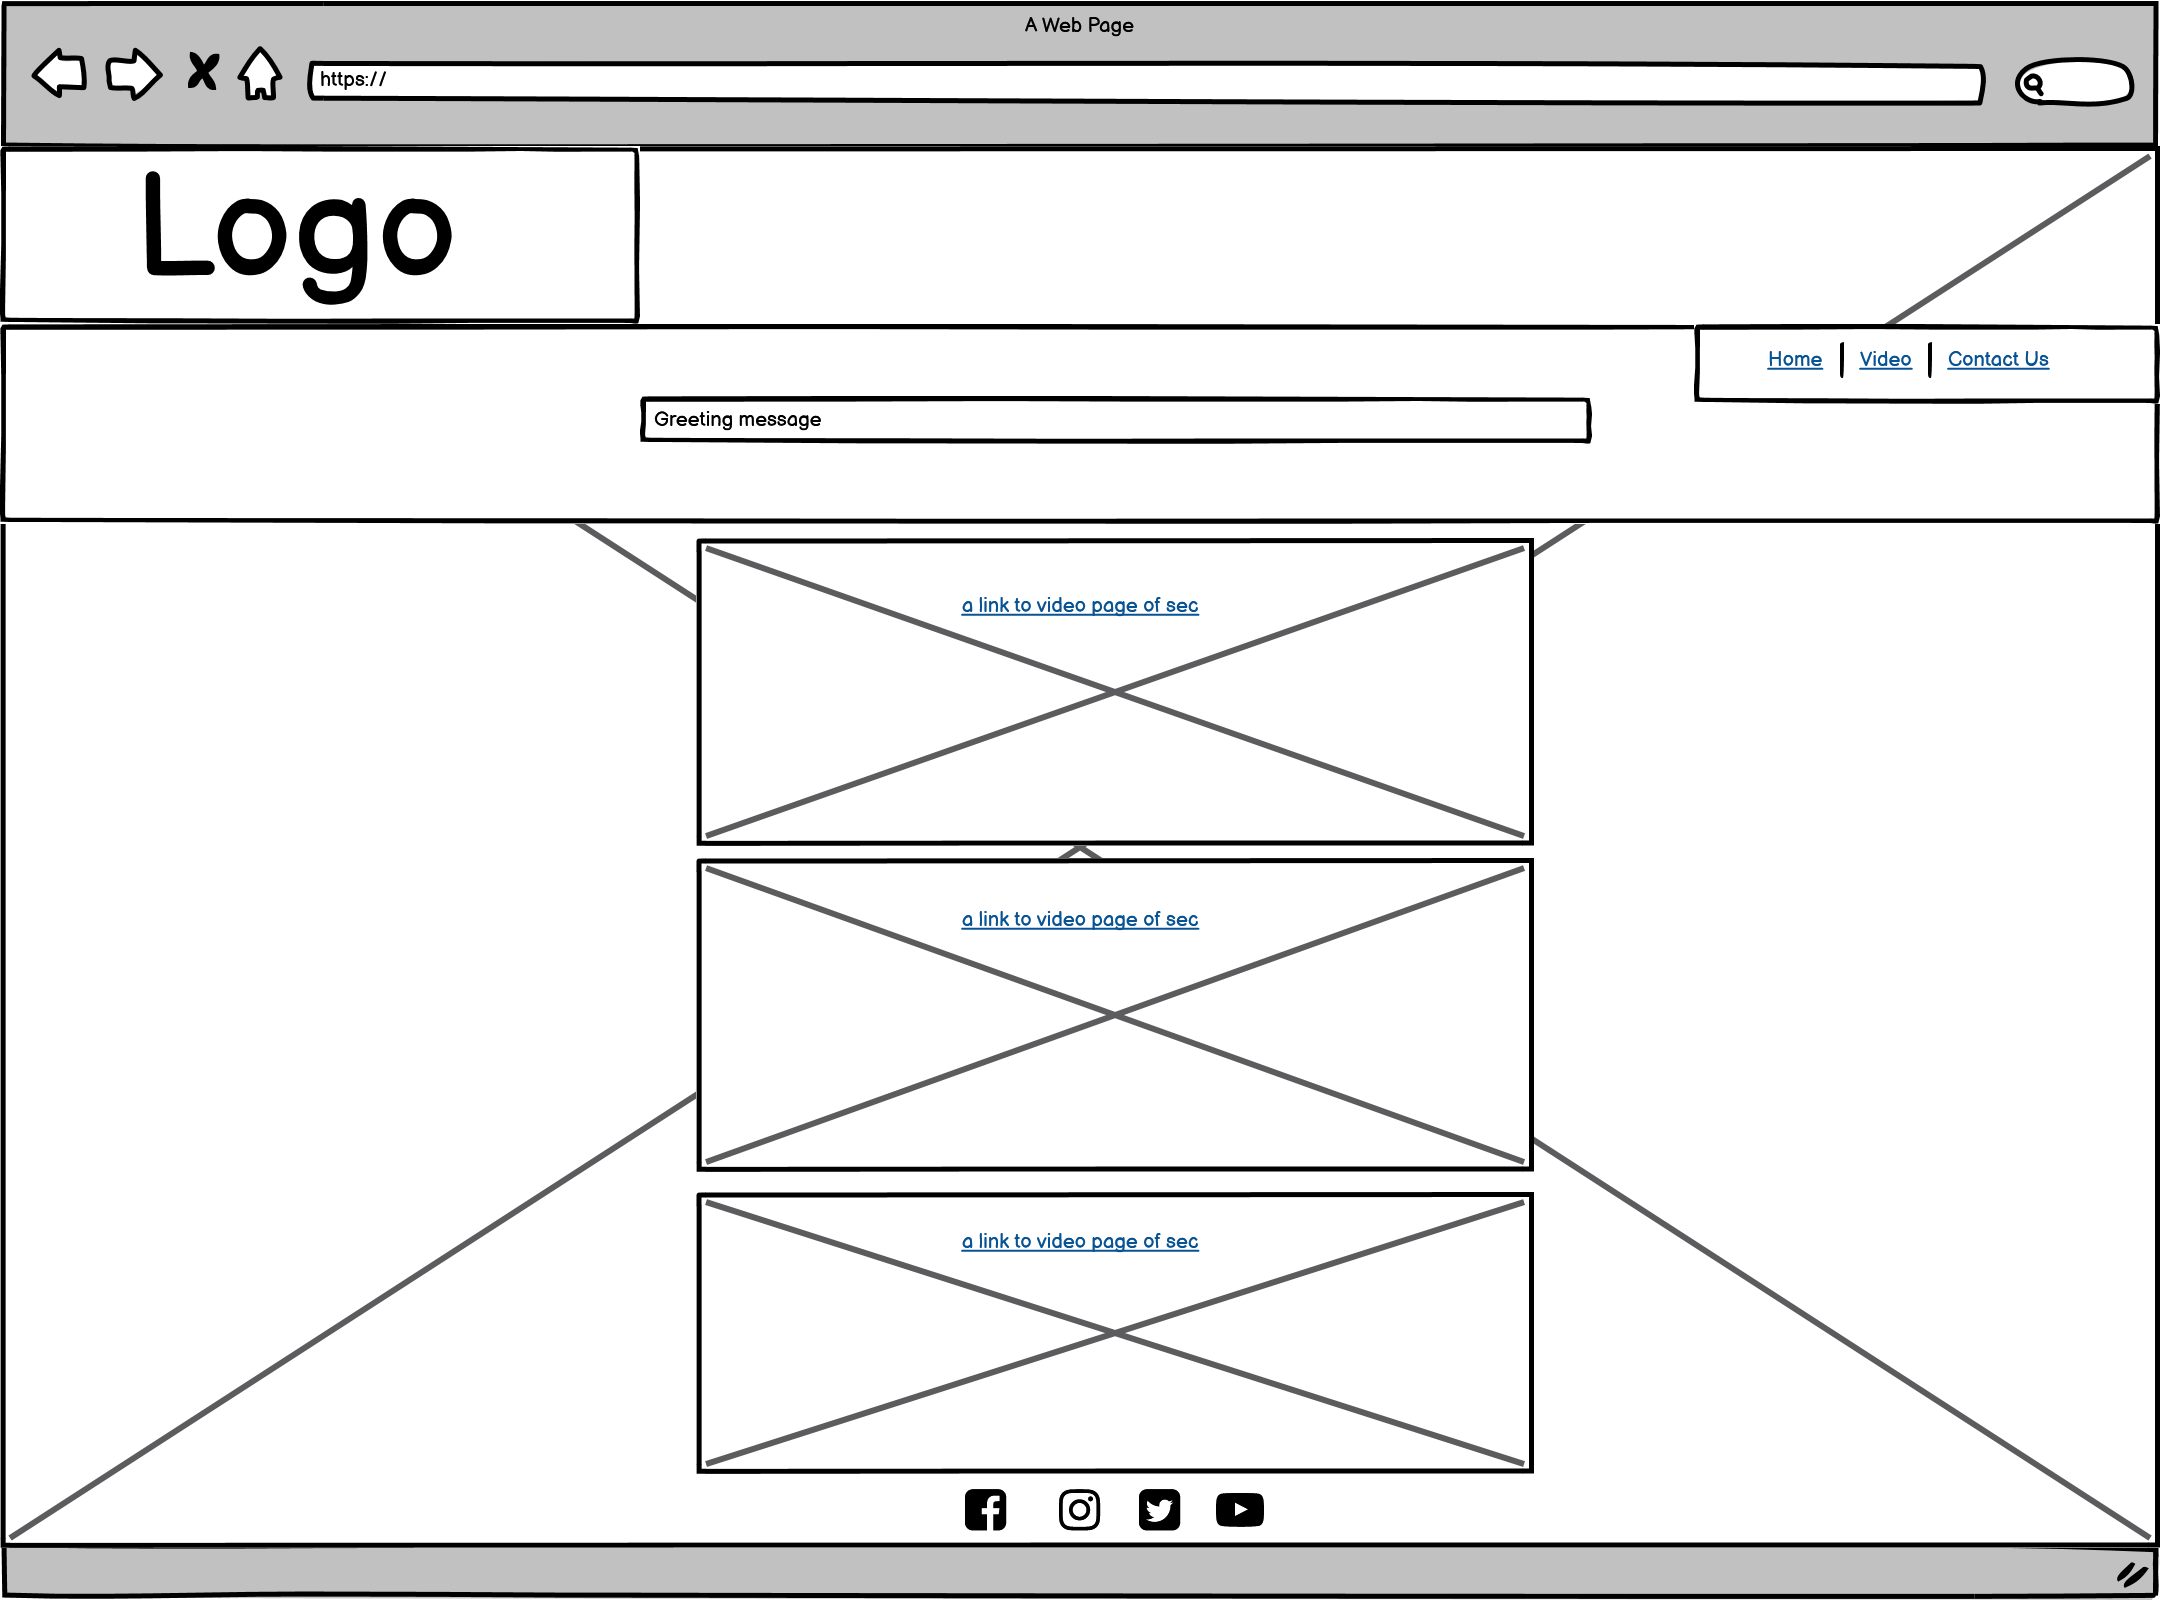 A Web Page
https://
Logo
Home
Video
Contact Us
Greeting message
a link to video page of sec
a link to video page of sec
a link to video page of sec